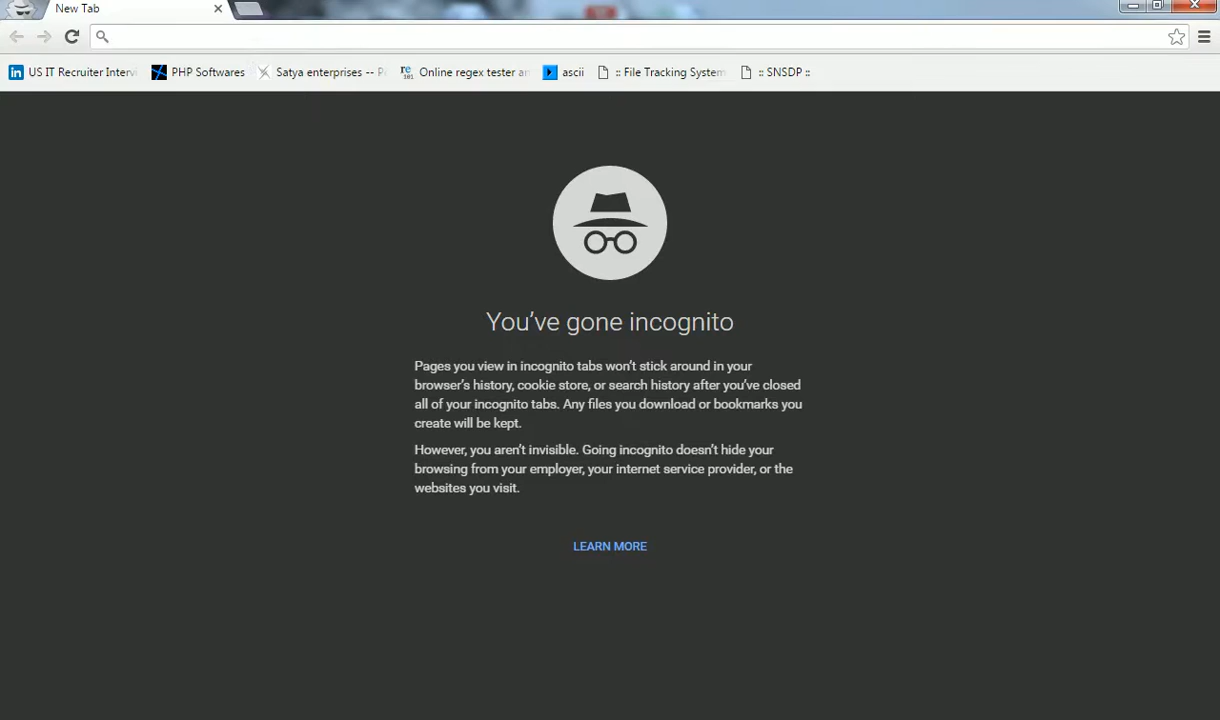 New Tab
US IT Recruiter Intervi
PHP Softwares
Satya enterprises -- P
re
101
Online regex tester an
ascii
:: File Tracking System
:: SNSDP ::
You've gone incognito
Pages you view in incognito tabs won't stick around in your
browser's history, cookie store, or search history after you've closed
all of your incognito tabs. Any files you download or bookmarks you
create will be kept.
However, you aren't invisible. Going incognito doesn't hide your
browsing from your employer, your internet service provider, or the
websites you visit.
LEARN MORE